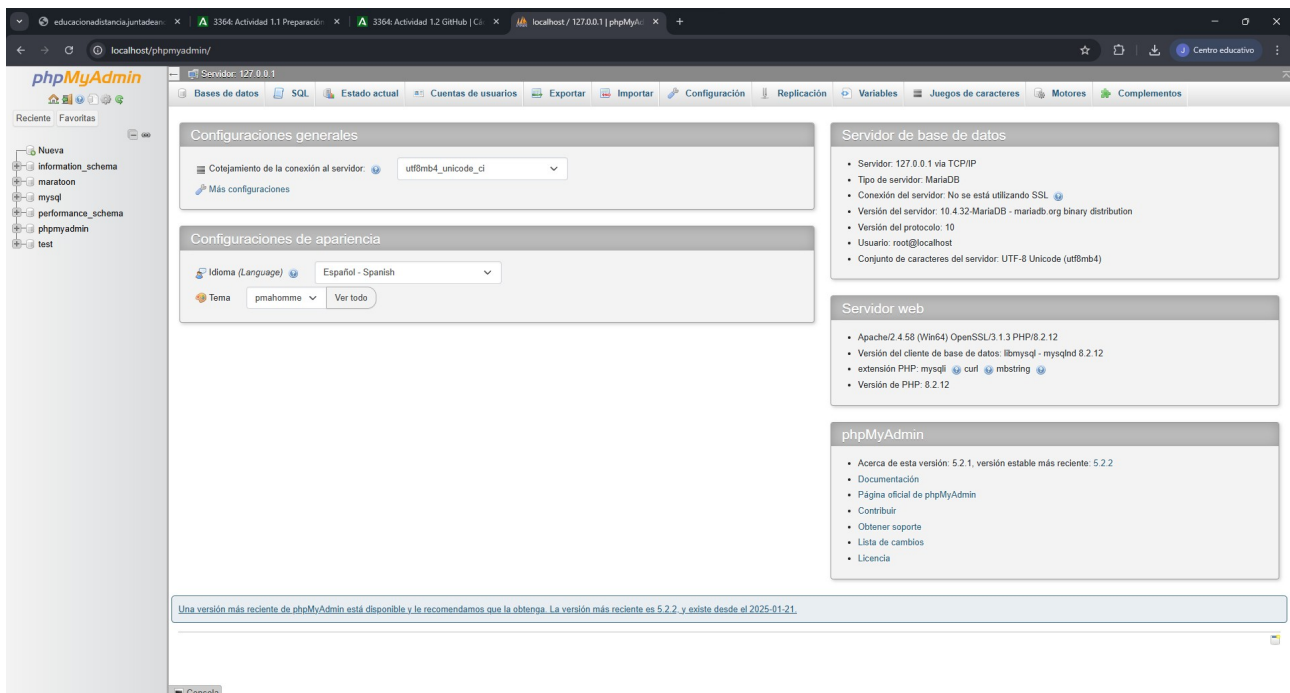 educacionadistancia.juntadean
3364: Actividad 1.1 Preparación
3364: Actividad 1.2 GitHub | Cá
localhost / 127.0.0.1 | phpMyAd
localhost/phpmyadmin/
Centro educativo
phpMyAdmin
Reciente Favoritas
Nueva
information_schema
maratoon
mysql
performance_schema
phpmyadmin
test
Servidor: 127.0.0.1
Bases de datos SQL Estado actual Cuentas de usuarios Exportar Importar Configuración Replicación Variables Juegos de caracteres Motores Complementos
Configuraciones generales
Cotejamiento de la conexión al servidor: utf8mb4_unicode_ci
Más configuraciones
Configuraciones de apariencia
Idioma (Language) Español - Spanish
Tema pmahomme Ver todo
Servidor de base de datos
Servidor: 127.0.0.1 via TCP/IP
Tipo de servidor: MariaDB
Conexión del servidor: No se está utilizando SSL
Versión del servidor: 10.4.32-MariaDB - mariadb.org binary distribution
Versión del protocolo: 10
Usuario: root@localhost
Conjunto de caracteres del servidor: UTF-8 Unicode (utf8mb4)
Servidor web
Apache/2.4.58 (Win64) OpenSSL/3.1.3 PHP/8.2.12
Versión del cliente de base de datos: libmysql - mysqlnd 8.2.12
extensión PHP: mysqli curl mbstring
Versión de PHP: 8.2.12
phpMyAdmin
Acerca de esta versión: 5.2.1, versión estable más reciente: 5.2.2
Documentación
Página oficial de phpMyAdmin
Contribuir
Obtener soporte
Lista de cambios
Licencia
Una versión más reciente de phpMyAdmin está disponible y le recomendamos que la obtenga. La versión más reciente es 5.2.2, y existe desde el 2025-01-21.
Consola